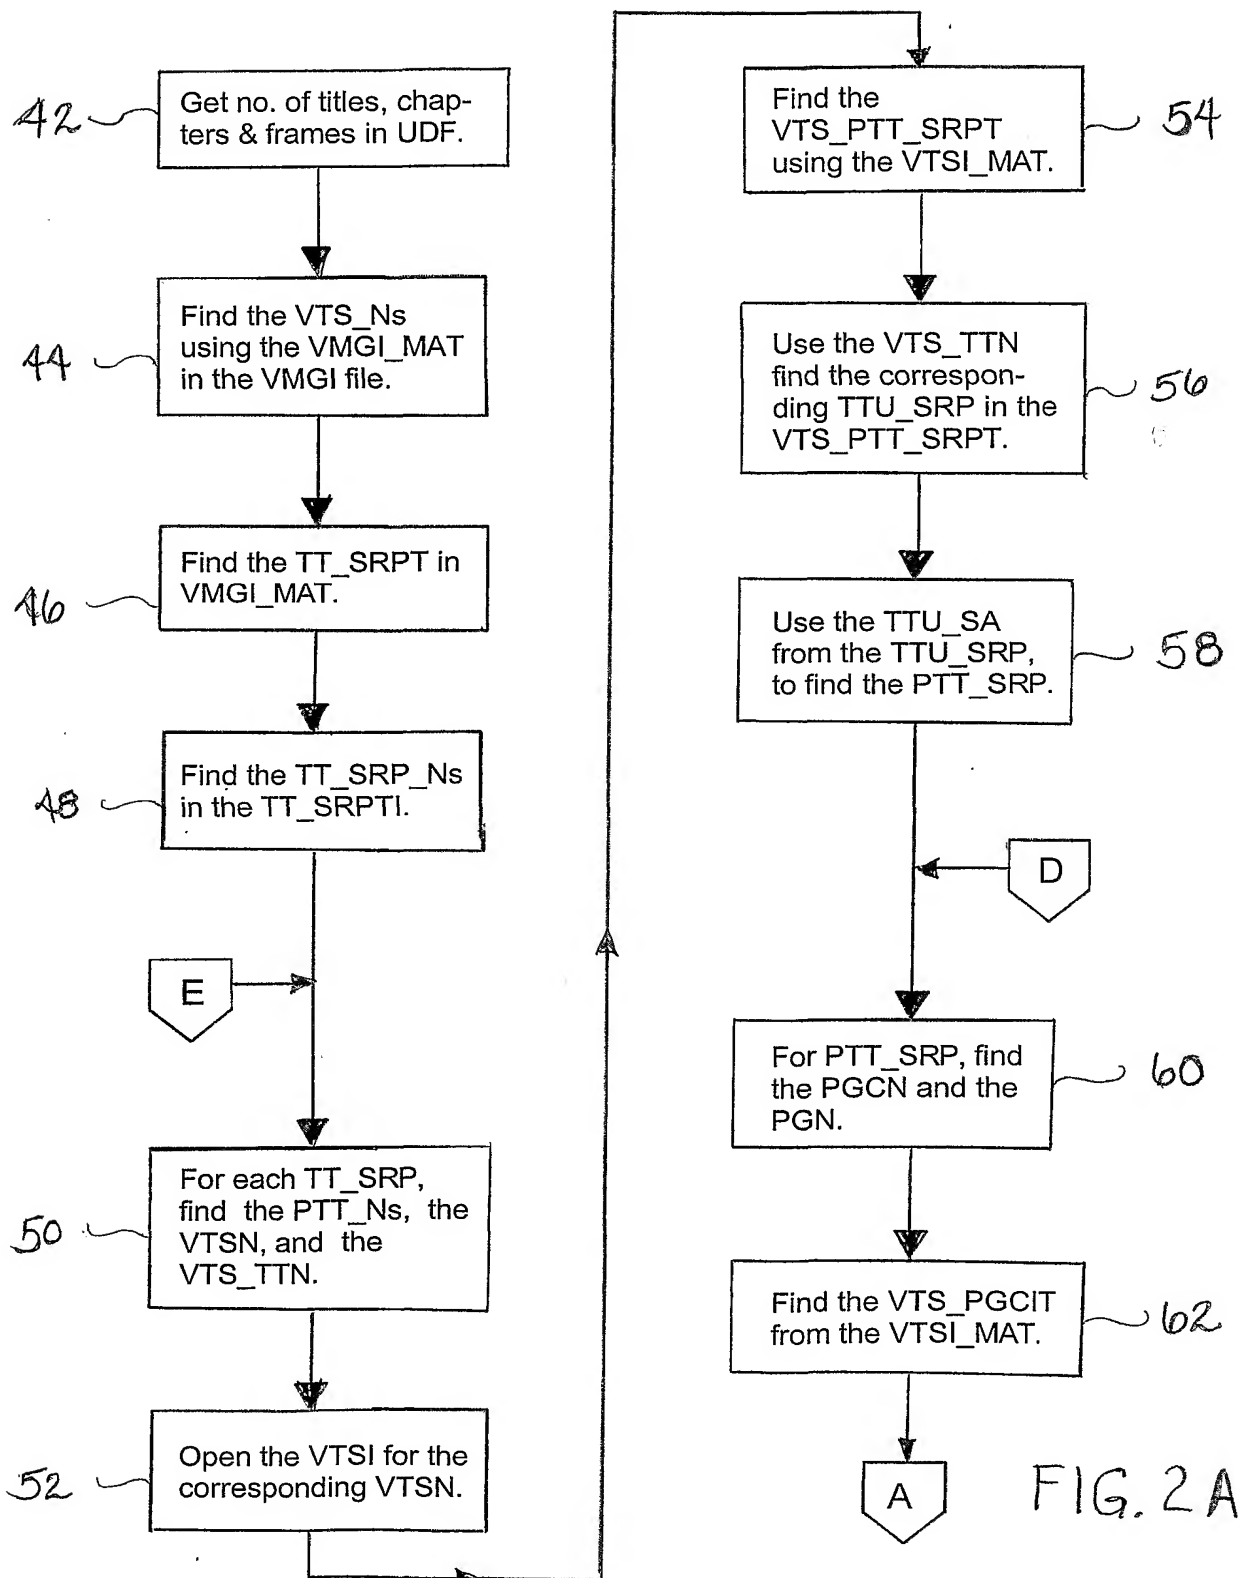 42
Get no. of titles, chap-
ters & frames in UDF.
44
Find the VTS_Ns
using the VMGI_MAT
in the VMGI file.
46
Find the TT_SRPT in
VMGI_MAT.
48
Find the TT_SRP_Ns
in the TT_SRPTI.
E
50
For each TT_SRP,
find the PTT_Ns, the
VTSN, and the
VTS_TTN.
52
Open the VTSI for the
corresponding VTSN.
Find the
VTS_PTT_SRPT
using the VTSI_MAT.
54
Use the VTS_TTN
find the correspon-
ding TTU_SRP in the
VTS_PTT_SRPT.
56
Use the TTU_SA
from the TTU_SRP,
to find the PTT_SRP.
58
D
For PTT_SRP, find
the PGCN and the
PGN.
60
Find the VTS_PGCIT
from the VTSI_MAT.
62
A
FIG. 2A